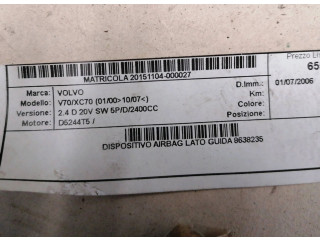 Prezzo
65
MATRICOLA 20151104-000027
Marca: VOLVO D.Imm.: 01/07/2006
Modello: V70/XC70 (01/00>10/07<) Km:
Versione: 2.4 D 20V SW 5P/D/2400CC Colore:
Motore: D5244T5 / Posizione:
DISPOSITIVO AIRBAG LATO GUIDA 8638235